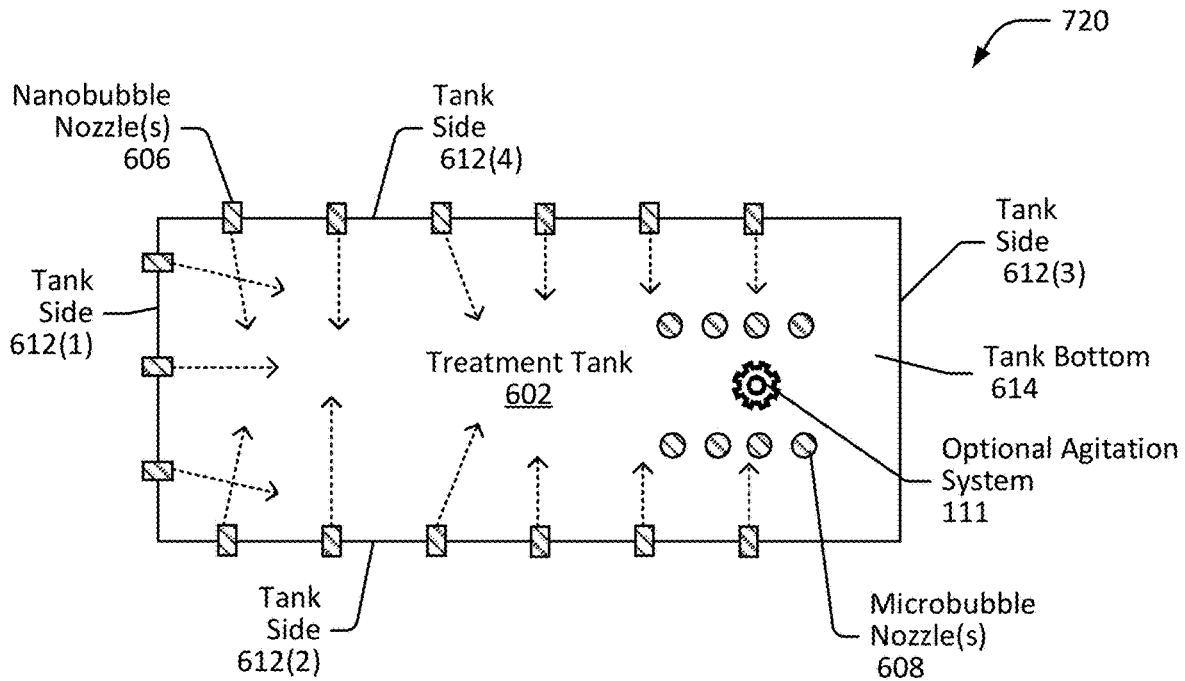 720
Nanobubble
Nozzle(s)
606
Tank
Side
612(4)
Tank
Side
612(3)
Tank
Side
612(1)
Treatment Tank
602
Tank Bottom
614
Optional Agitation
System
111
Tank
Side
612(2)
Microbubble
Nozzle(s)
608